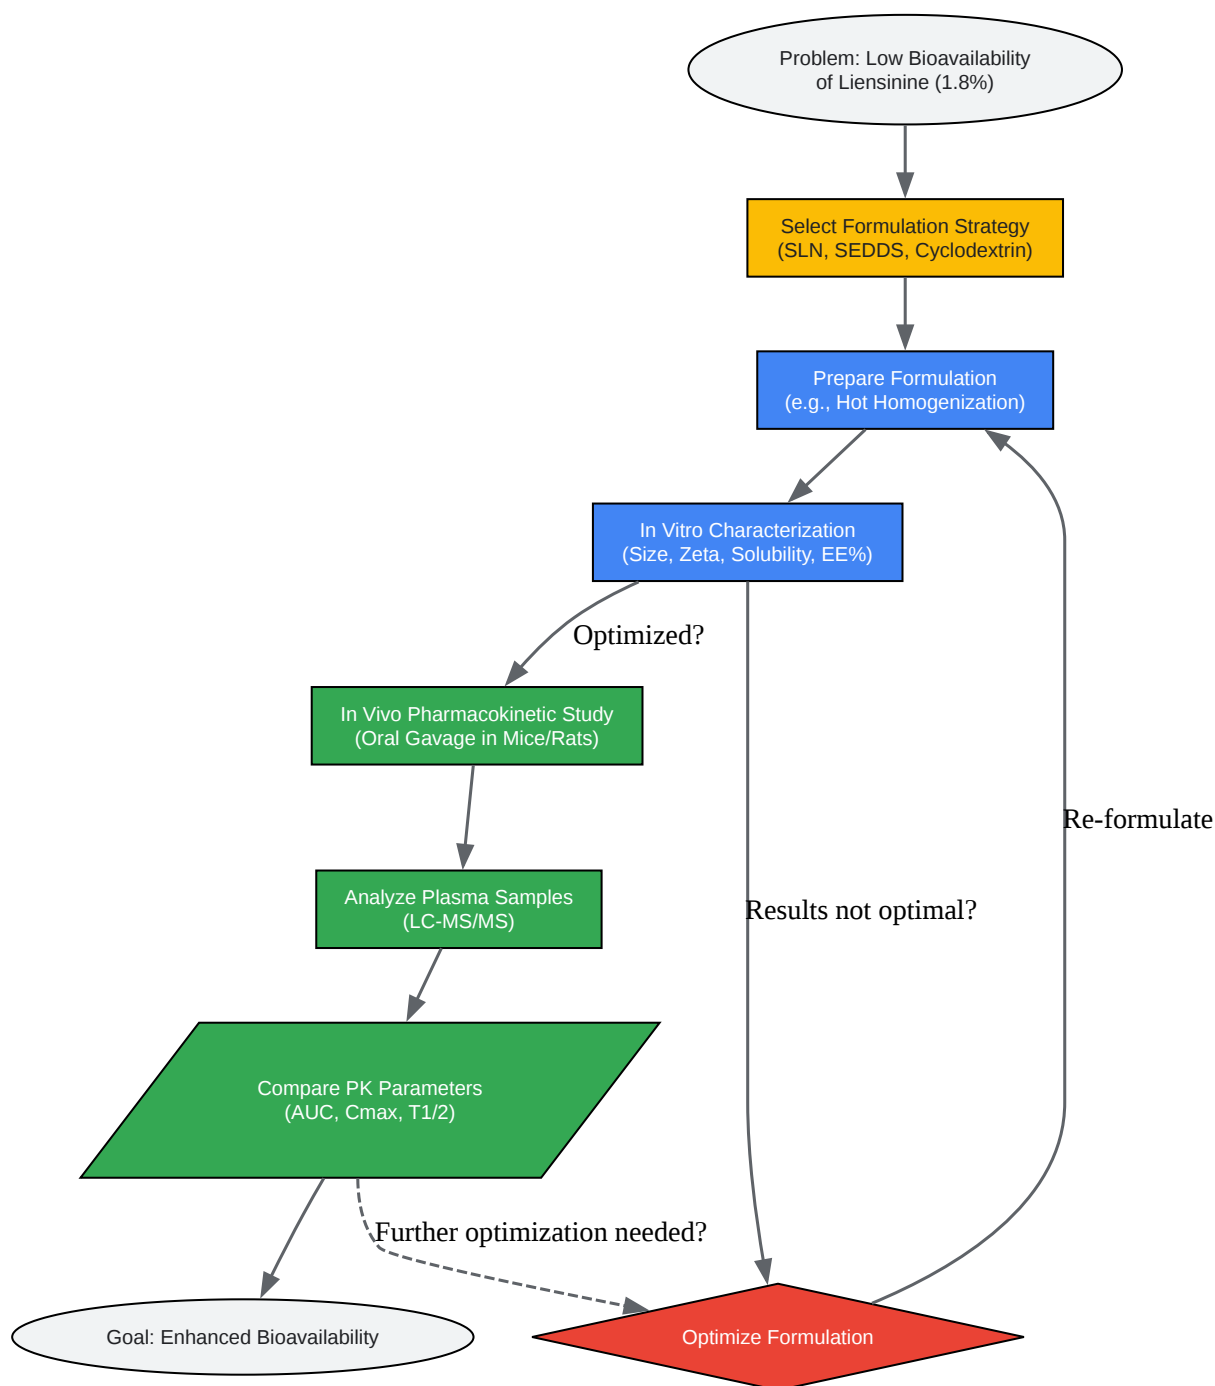 Problem: Low Bioavailability
of Liensinine (1.8%)
Select Formulation Strategy
(SLN, SEDDS, Cyclodextrin)
Prepare Formulation
(e.g., Hot Homogenization)
In Vitro Characterization
(Size, Zeta, Solubility, EE%)
Optimized?
In Vivo Pharmacokinetic Study
(Oral Gavage in Mice/Rats)
Re-formulate
Analyze Plasma Samples
(LC-MS/MS)
Results not optimal?
Compare PK Parameters
(AUC, Cmax, T1/2)
Further optimization needed?
Goal: Enhanced Bioavailability
Optimize Formulation